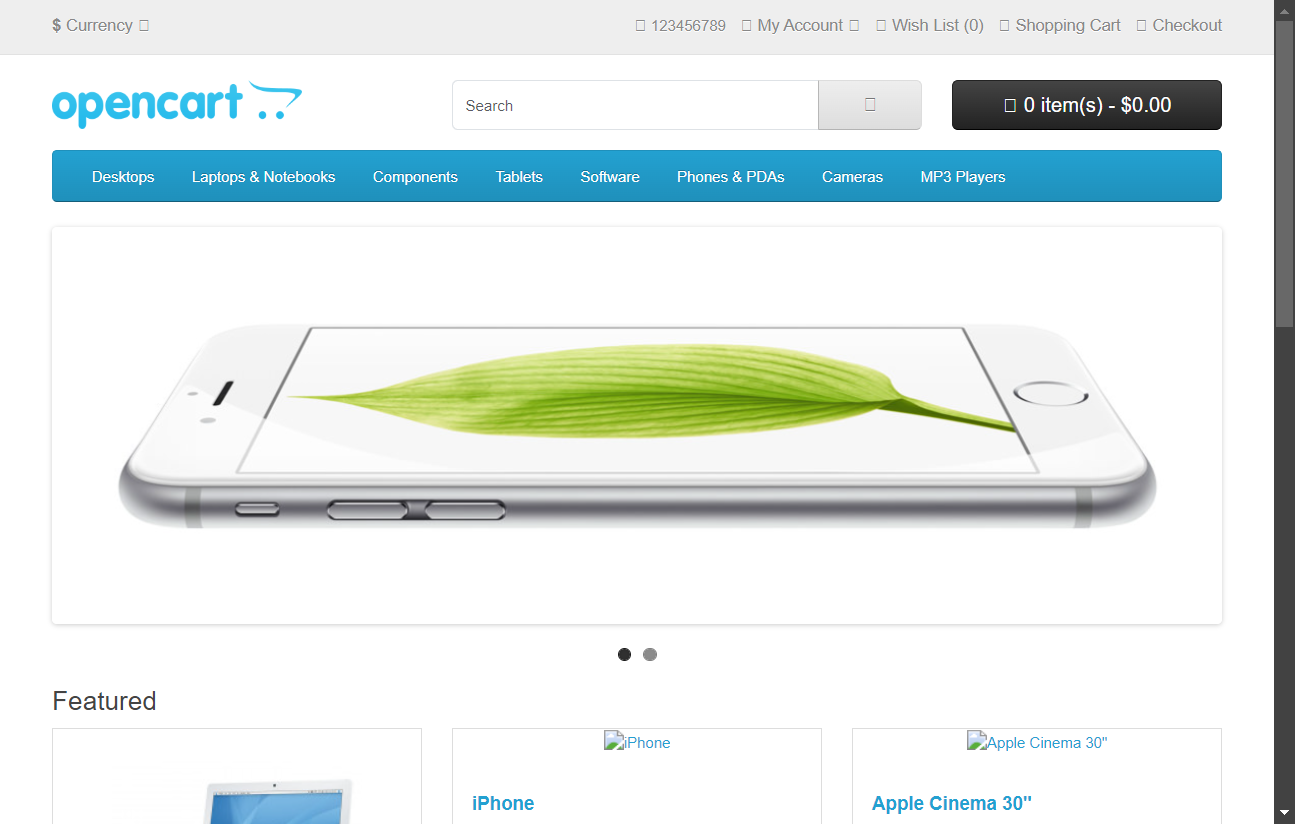 $ Currency
123456789 My Account Wish List (0) Shopping Cart Checkout
opencart
Search
0 item(s) - $0.00
Desktops Laptops & Notebooks Components Tablets Software Phones & PDAs Cameras MP3 Players
Featured
iPhone
Apple Cinema 30"
iPhone
Apple Cinema 30"